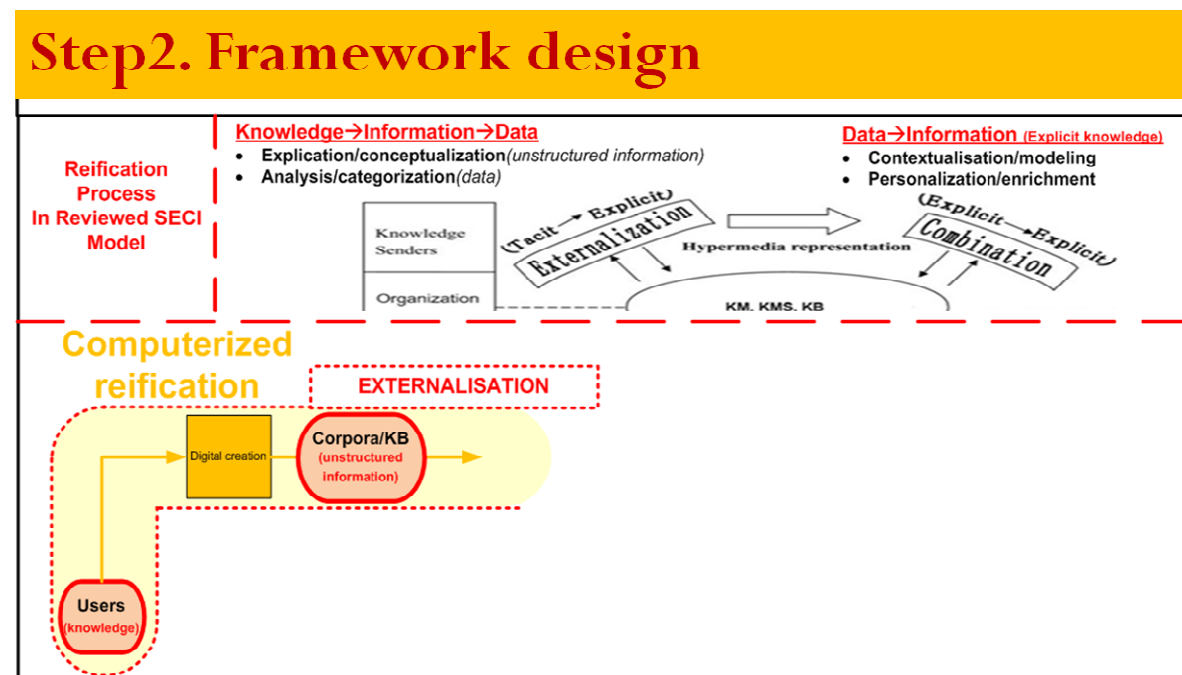 Step2. Framework design
Reification
Process
In Reviewed SECI
Model
Knowledge→Information→Data
• Explication/conceptualization(unstructured information)
• Analysis/categorization(data)
Data→Information (Explicit knowledge)
• Contextualisation/modeling
• Personalization/enrichment
Knowledge
Senders
Organization
(Tacit→Explicit)
Externalization
Hypermedia representation
(Explicit→Explicit)
Combination
KM, KMS, KB
Computerized
reification
EXTERNALISATION
Digital creation
Corpora/KB
(unstructured
information)
Users
(knowledge)